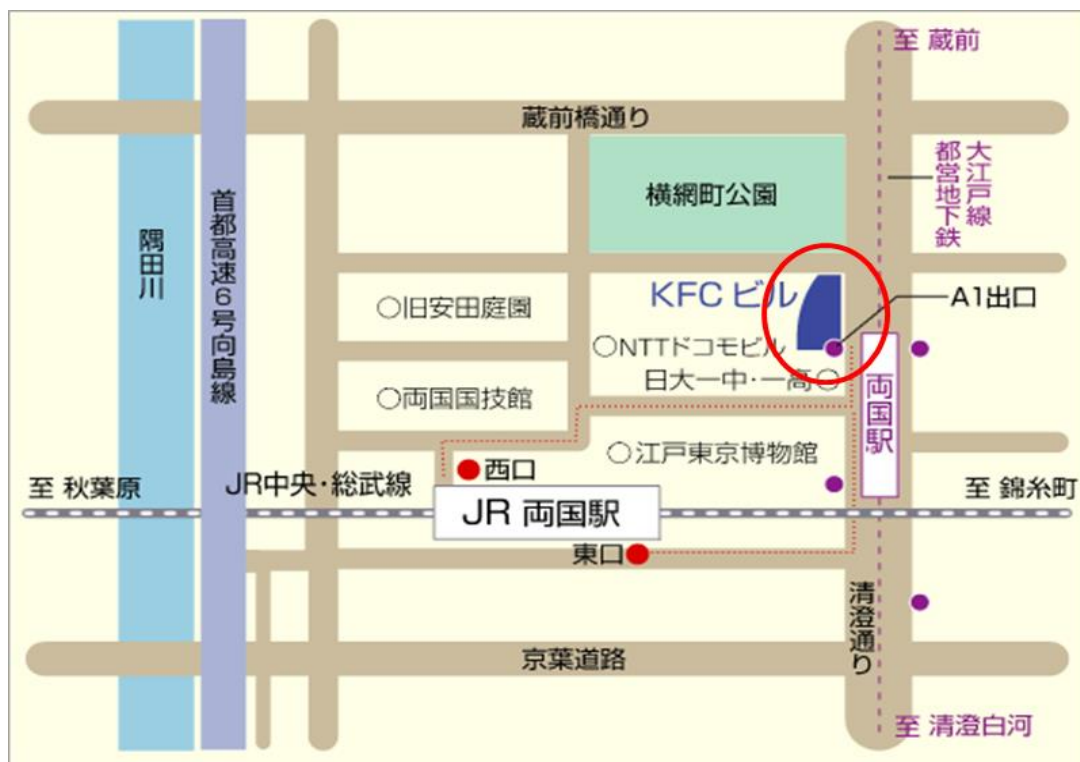 至 蔵前
蔵前橋通り
大江戸線
都営地下鉄
横網町公園
首都高速6号向島線
隅田川
KFC ビル
A1出口
○旧安田庭園
○NTTドコモビル
日大一中・一高○
○両国国技館
両国駅
○江戸東京博物館
西口
至 秋葉原
JR中央・総武線
JR 両国駅
至 錦糸町
東口
清澄通り
京葉道路
至 清澄白河